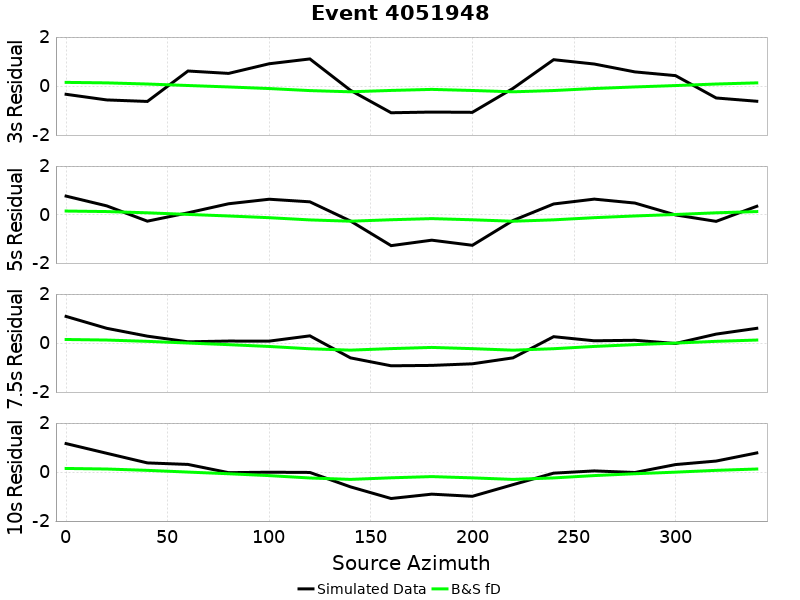 Event 4051948
3s Residual
2
0
-2
5s Residual
2
0
-2
7.5s Residual
2
0
-2
10s Residual
2
0
-2
0 50 100 150 200 250 300
Source Azimuth
Simulated Data B&S fD